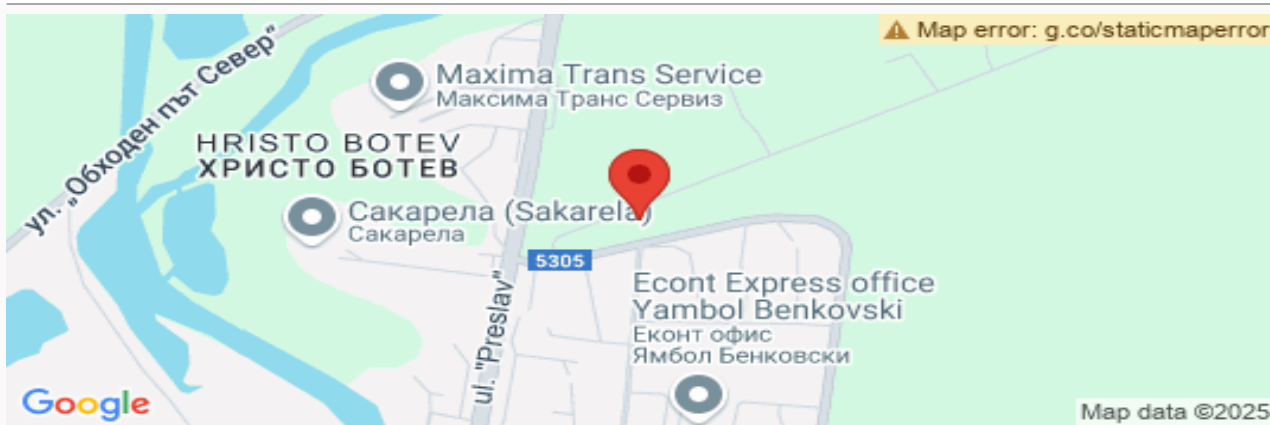 Map error: g.co/staticmaperror
ул. „Обходен път Север“
Maxima Trans Service
Максима Транс Сервиз
HRISTO BOTEV
ХРИСТО БОТЕВ
Сакарела (Sakarela)
Сакарела
5305
ul. "Preslav"
Econt Express office
Yambol Benkovski
Еконт офис
Ямбол Бенковски
Google
Map data ©2025